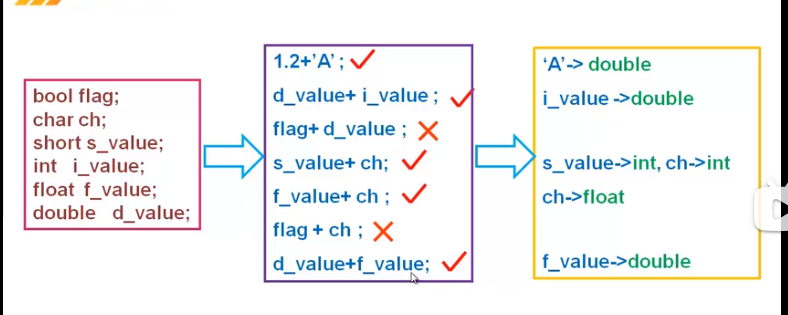 bool flag;
char ch;
short s_value;
int i_value;
float f_value;
double d_value;
1.2+'A' ;
d_value+ i_value ;
flag+ d_value ;
s_value+ ch;
f_value+ ch ;
flag + ch ;
d_value+f_value;
‘A’-> double
i_value ->double
s_value->int, ch->int
ch->float
f_value->double